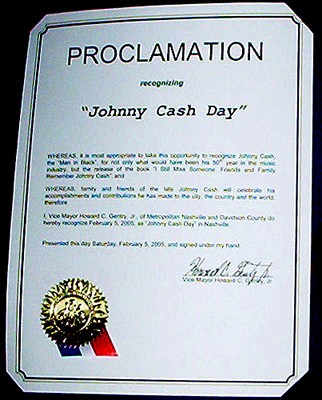 PROCLAMATION
recognizing
"Johnny Cash Day"
WHEREAS, it is most appropriate to take this opportunity to recognize Johnny Cash,
the "Man in Black", for not only what would have been his 50th year in the music
industry, but the release of the book "I Still Miss Someone: Friends and Family
Remember Johnny Cash"; and
WHEREAS, family and friends of the late Johnny Cash will celebrate his
accomplishments and contributions he has made to the city, the country and the world,
therefore
I, Vice Mayor Howard C. Gentry, Jr., of Metropolitan Nashville and Davidson County do
hereby recognize February 5, 2005, as "Johnny Cash Day" in Nashville.
Presented this day Saturday, February 5, 2005, and signed under my hand.
Howard C. Gentry Jr
Vice Mayor Howard C. Gentry, Jr.